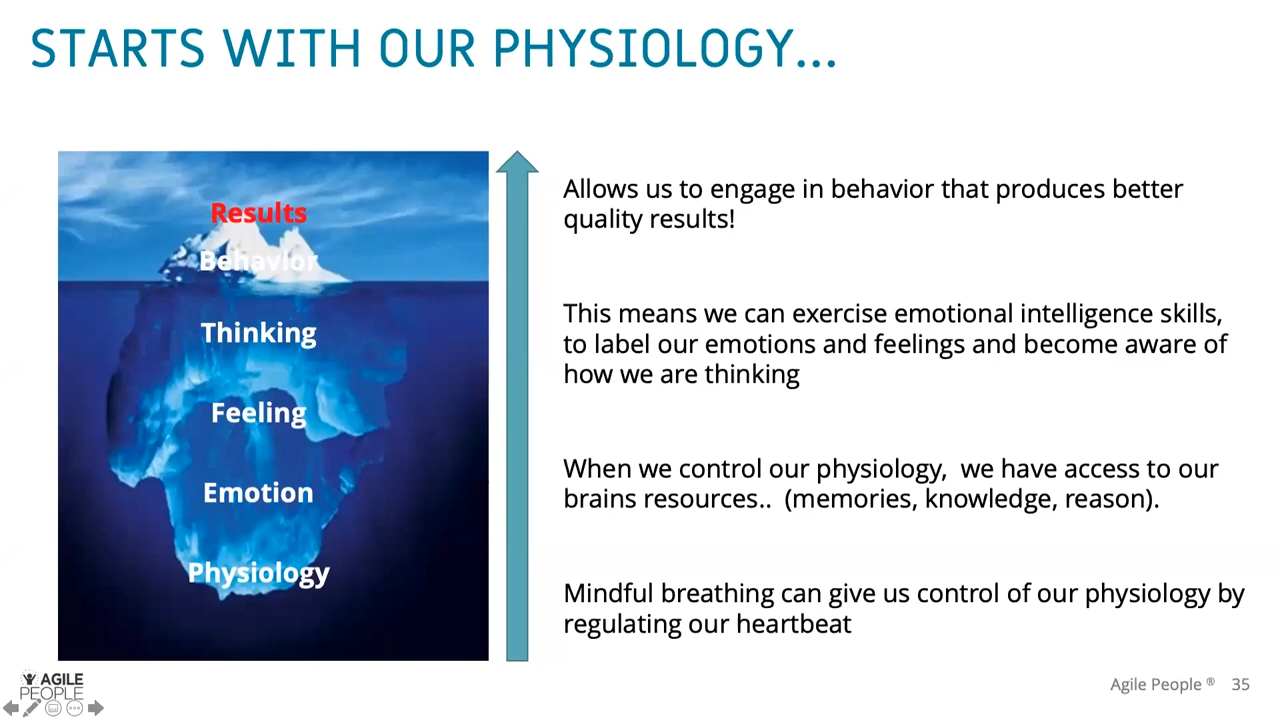 STARTS WITH OUR PHYSIOLOGY...
Results
Behavior
Thinking
Feeling
Emotion
Physiology
Allows us to engage in behavior that produces better
quality results!
This means we can exercise emotional intelligence skills,
to label our emotions and feelings and become aware of
how we are thinking
When we control our physiology,  we have access to our
brains resources..  (memories, knowledge, reason).
Mindful breathing can give us control of our physiology by
regulating our heartbeat
AGILE
PEOPLE
Agile People ® 35